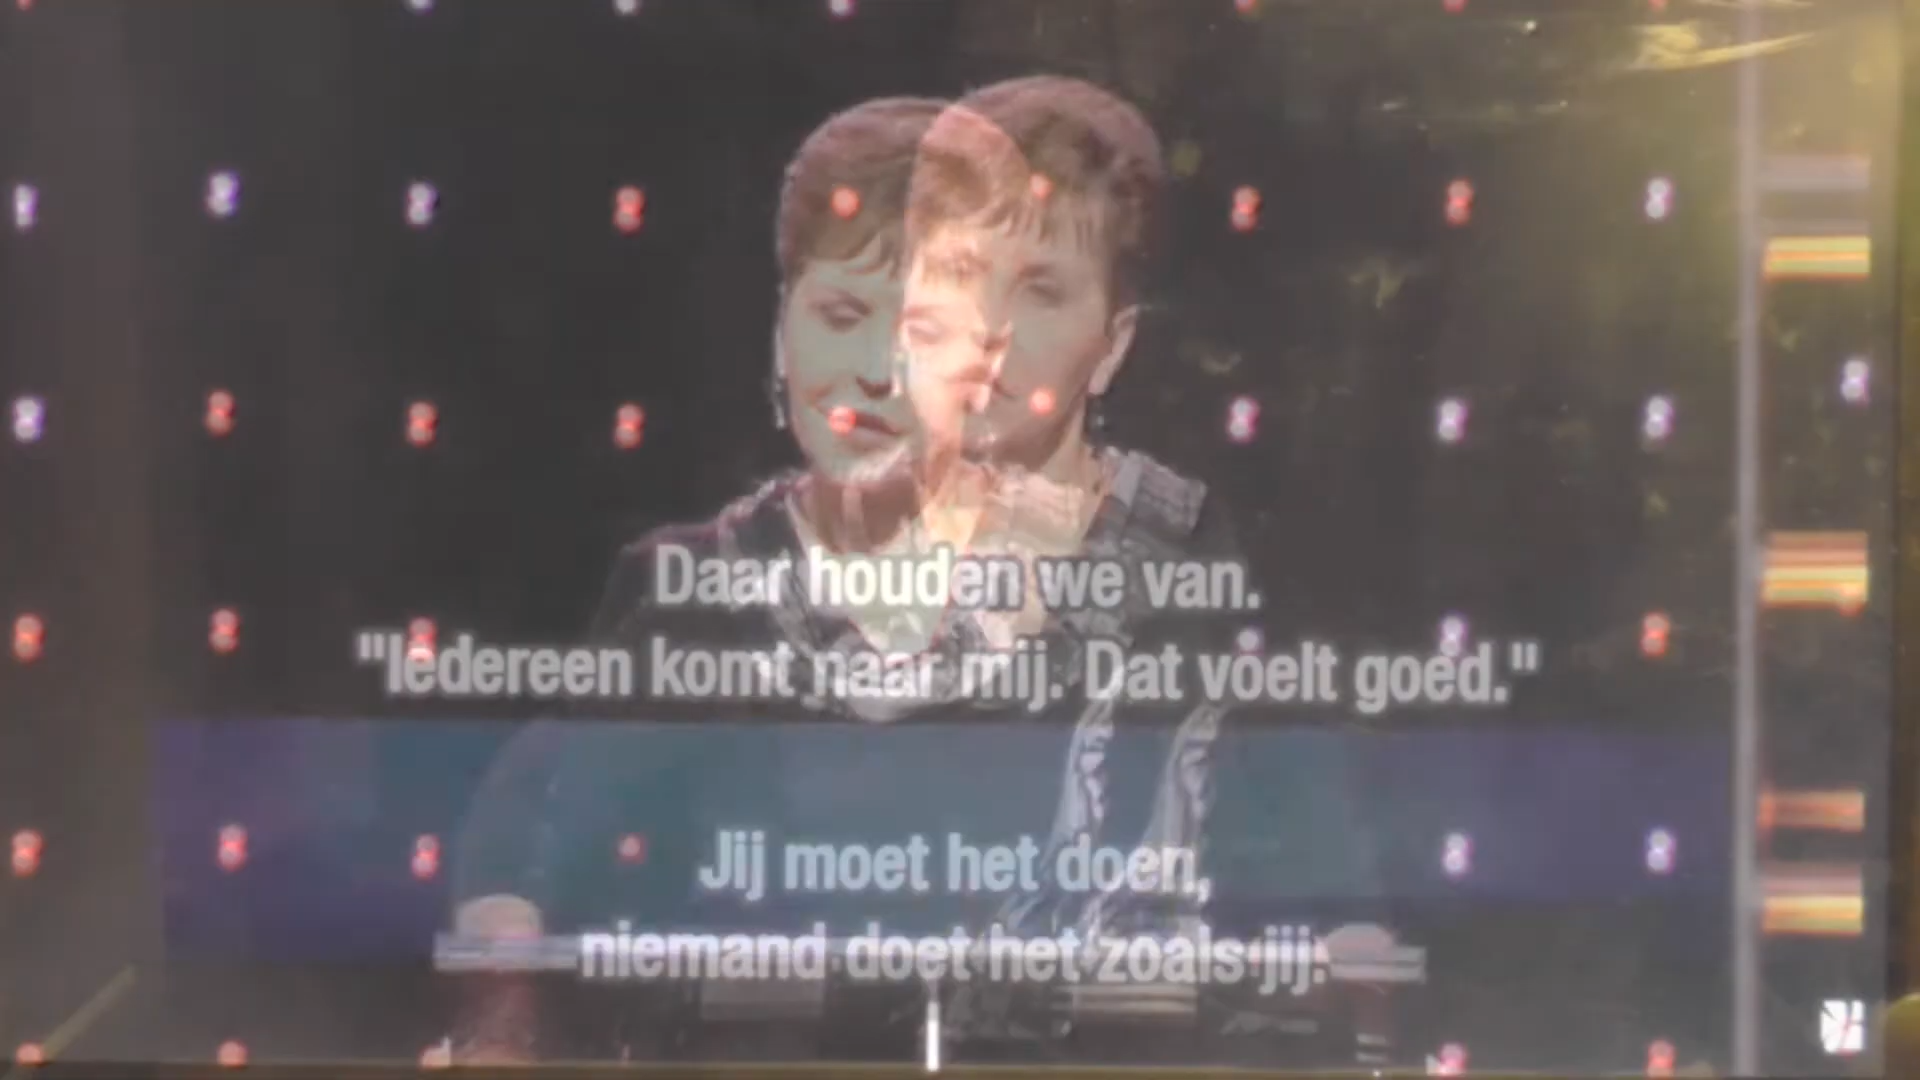 Daar houden we van.
"Iedereen komt naar mij. Dat voelt goed."
Jij moet het doen,
niemand doet het zoals jij.